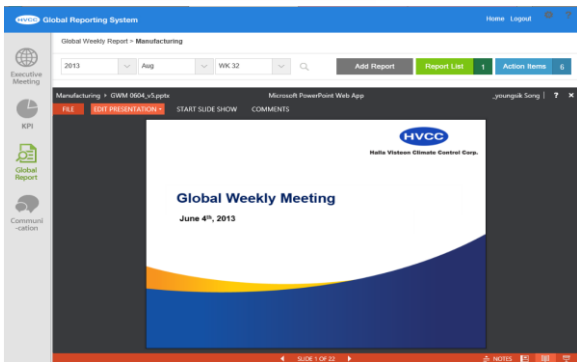 HVCC Global Reporting System
Home Logout ?
Global Weekly Report > Manufacturing
2013 Aug WK 32 Add Report Report List 1 Action Items 6
Executive
Meeting
KPI
Global
Report
Communi
-cation
Manufacturing ▸ GWM 0604_v5.pptx Microsoft PowerPoint Web App _youngsik Song | ? ×
FILE EDIT PRESENTATION START SLIDE SHOW COMMENTS
HVCC
Halla Visteon Climate Control Corp.
Global Weekly Meeting
June 4th, 2013
SLIDE 1 OF 22 NOTES